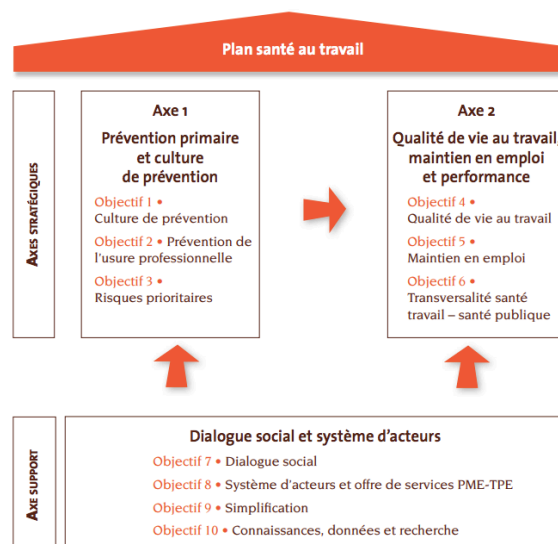 Plan santé au travail
AXES STRATÉGIQUES
Axe 1
Prévention primaire
et culture
de prévention
Objectif 1 •
Culture de prévention
Objectif 2 • Prévention de
l'usure professionnelle
Objectif 3 •
Risques prioritaires
Axe 2
Qualité de vie au travail,
maintien en emploi
et performance
Objectif 4 •
Qualité de vie au travail
Objectif 5 •
Maintien en emploi
Objectif 6 •
Transversalité santé
travail – santé publique
AXE SUPPORT
Dialogue social et système d'acteurs
Objectif 7 • Dialogue social
Objectif 8 • Système d'acteurs et offre de services PME-TPE
Objectif 9 • Simplification
Objectif 10 • Connaissances, données et recherche